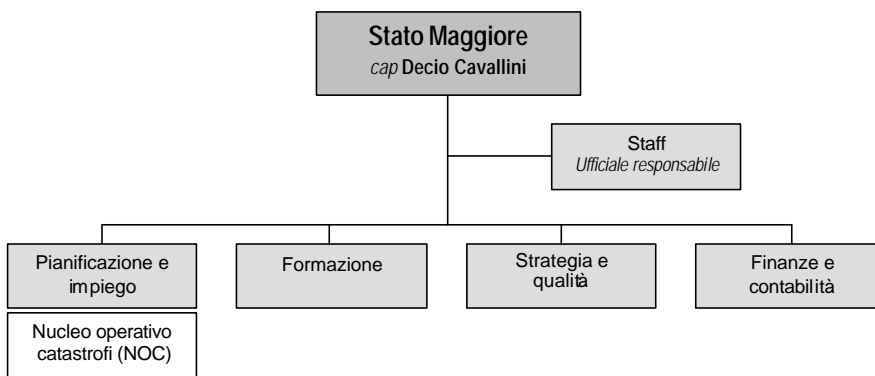 Stato Maggiore
cap Decio Cavallini
Staff
Ufficiale responsabile
Pianificazione e
impiego
Formazione
Strategia e
qualità
Finanze e
contabilità
Nucleo operativo
catastrofi (NOC)